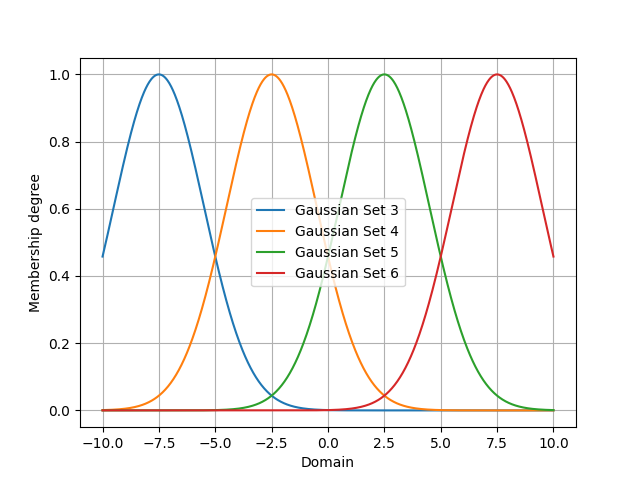 1.0
0.8
0.6
0.4
0.2
0.0
Membership degree
Gaussian Set 3
Gaussian Set 4
Gaussian Set 5
Gaussian Set 6
−10.0 −7.5 −5.0 −2.5 0.0 2.5 5.0 7.5 10.0
Domain